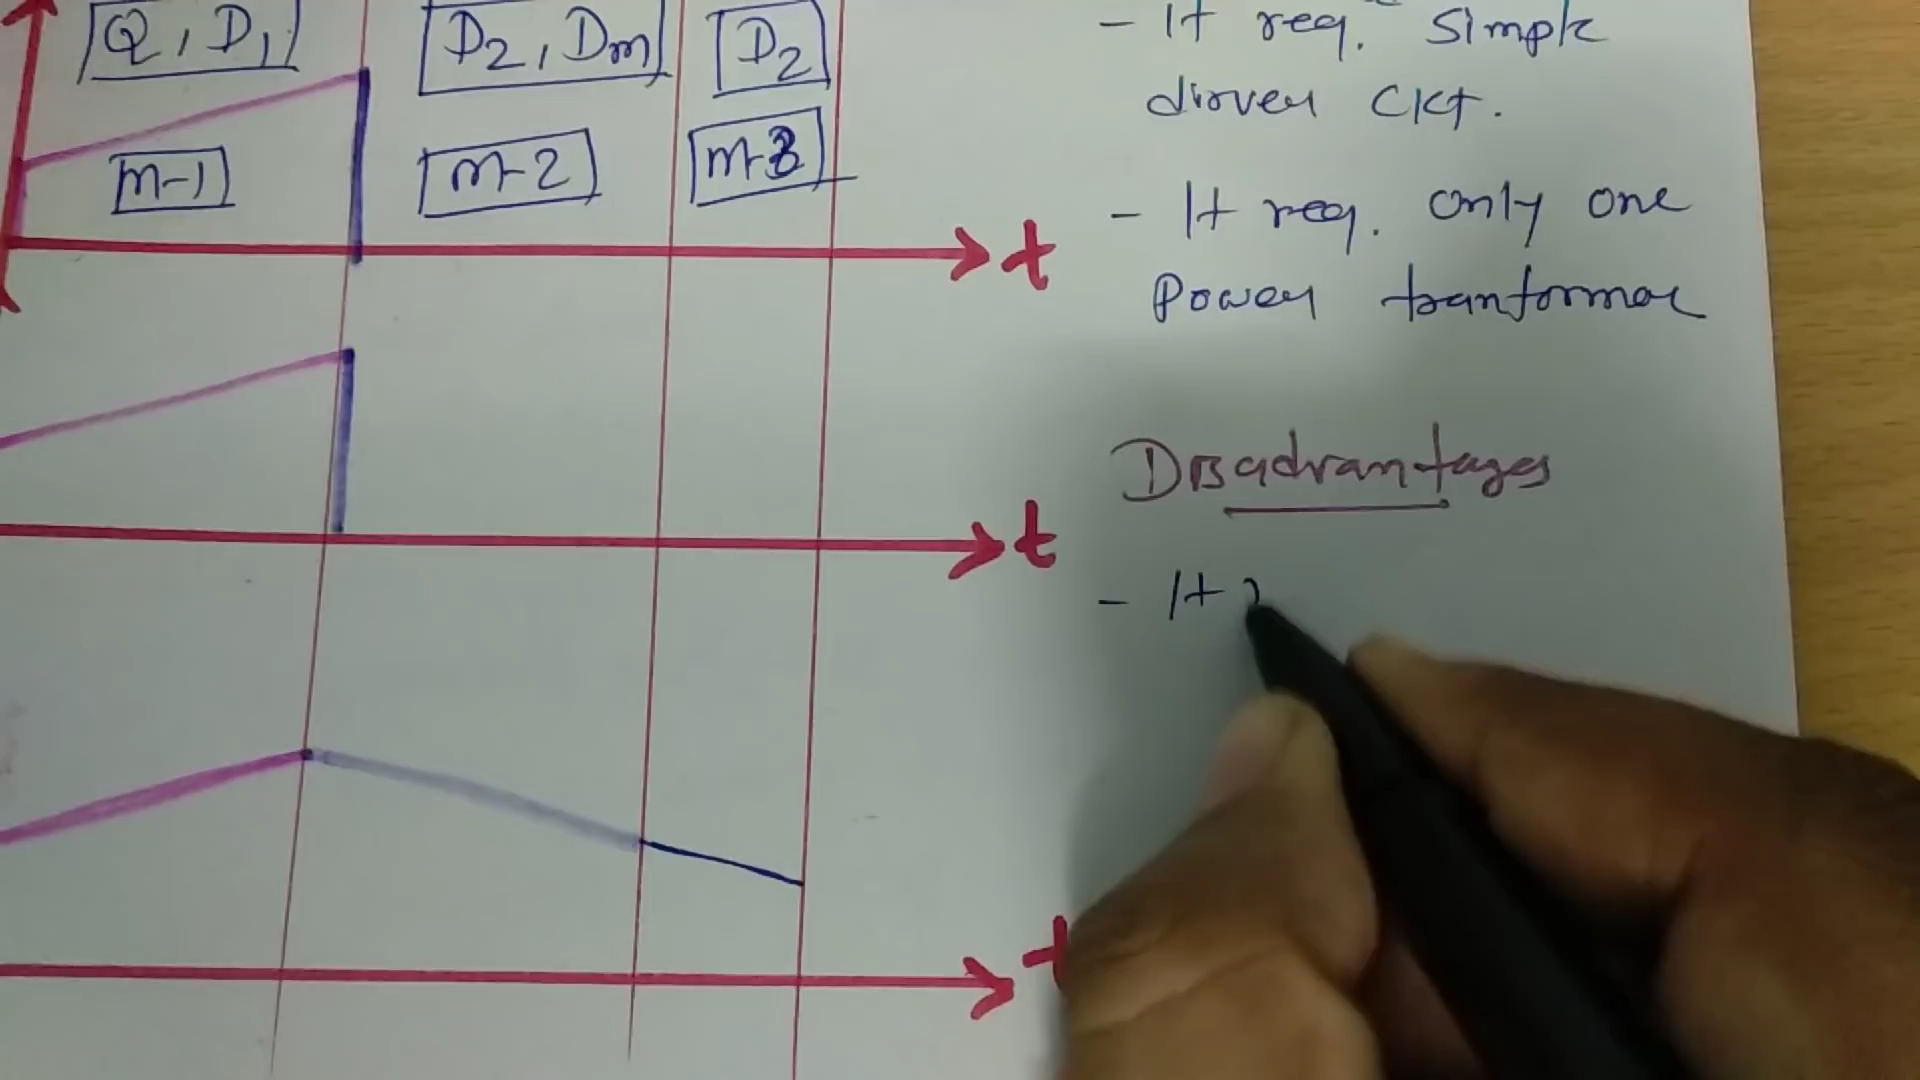 Q, D1
D2, Dm
D2
m-1
m-2
m-3
t
t
t
- It req. simple
driver ckt.
- It req. only one
Power tranformer
Disadvantages
- It